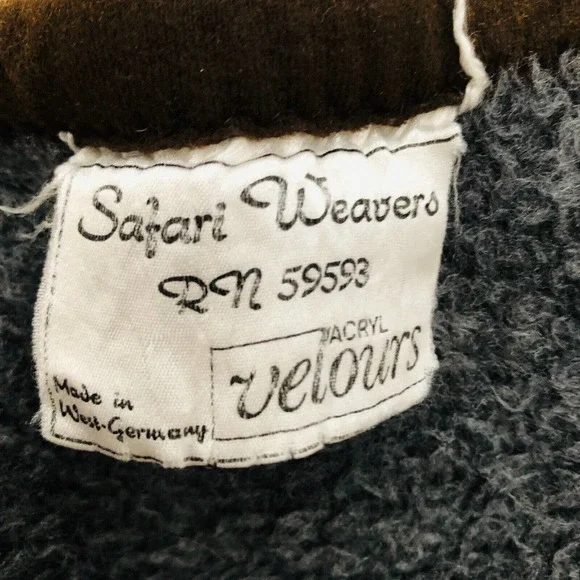 Safari Weavers
RN 59593
ACRYL
velours
Made in
West-Germany